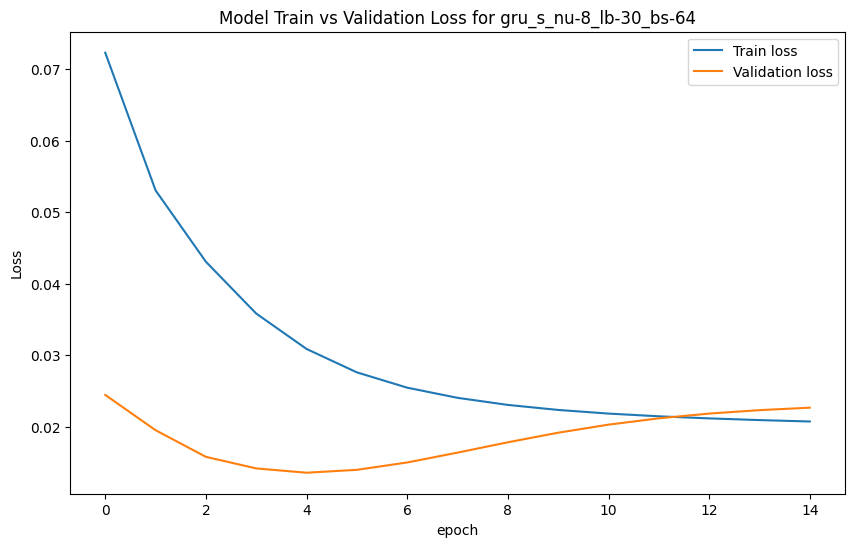 Model Train vs Validation Loss for gru_s_nu-8_lb-30_bs-64
Train loss
Validation loss
0.07
0.06
0.05
0.04
0.03
0.02
Loss
0 2 4 6 8 10 12 14
epoch